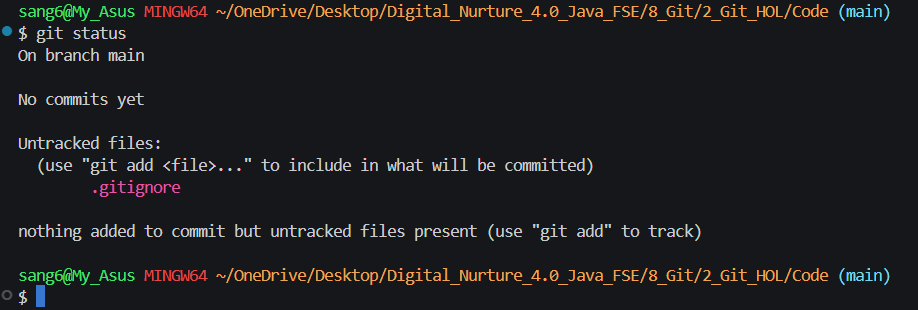 sang6@My_Asus MINGW64 ~/OneDrive/Desktop/Digital_Nurture_4.0_Java_FSE/8_Git/2_Git_HOL/Code (main)
$ git status
On branch main
No commits yet
Untracked files:
  (use "git add <file>..." to include in what will be committed)
        .gitignore
nothing added to commit but untracked files present (use "git add" to track)
sang6@My_Asus MINGW64 ~/OneDrive/Desktop/Digital_Nurture_4.0_Java_FSE/8_Git/2_Git_HOL/Code (main)
$